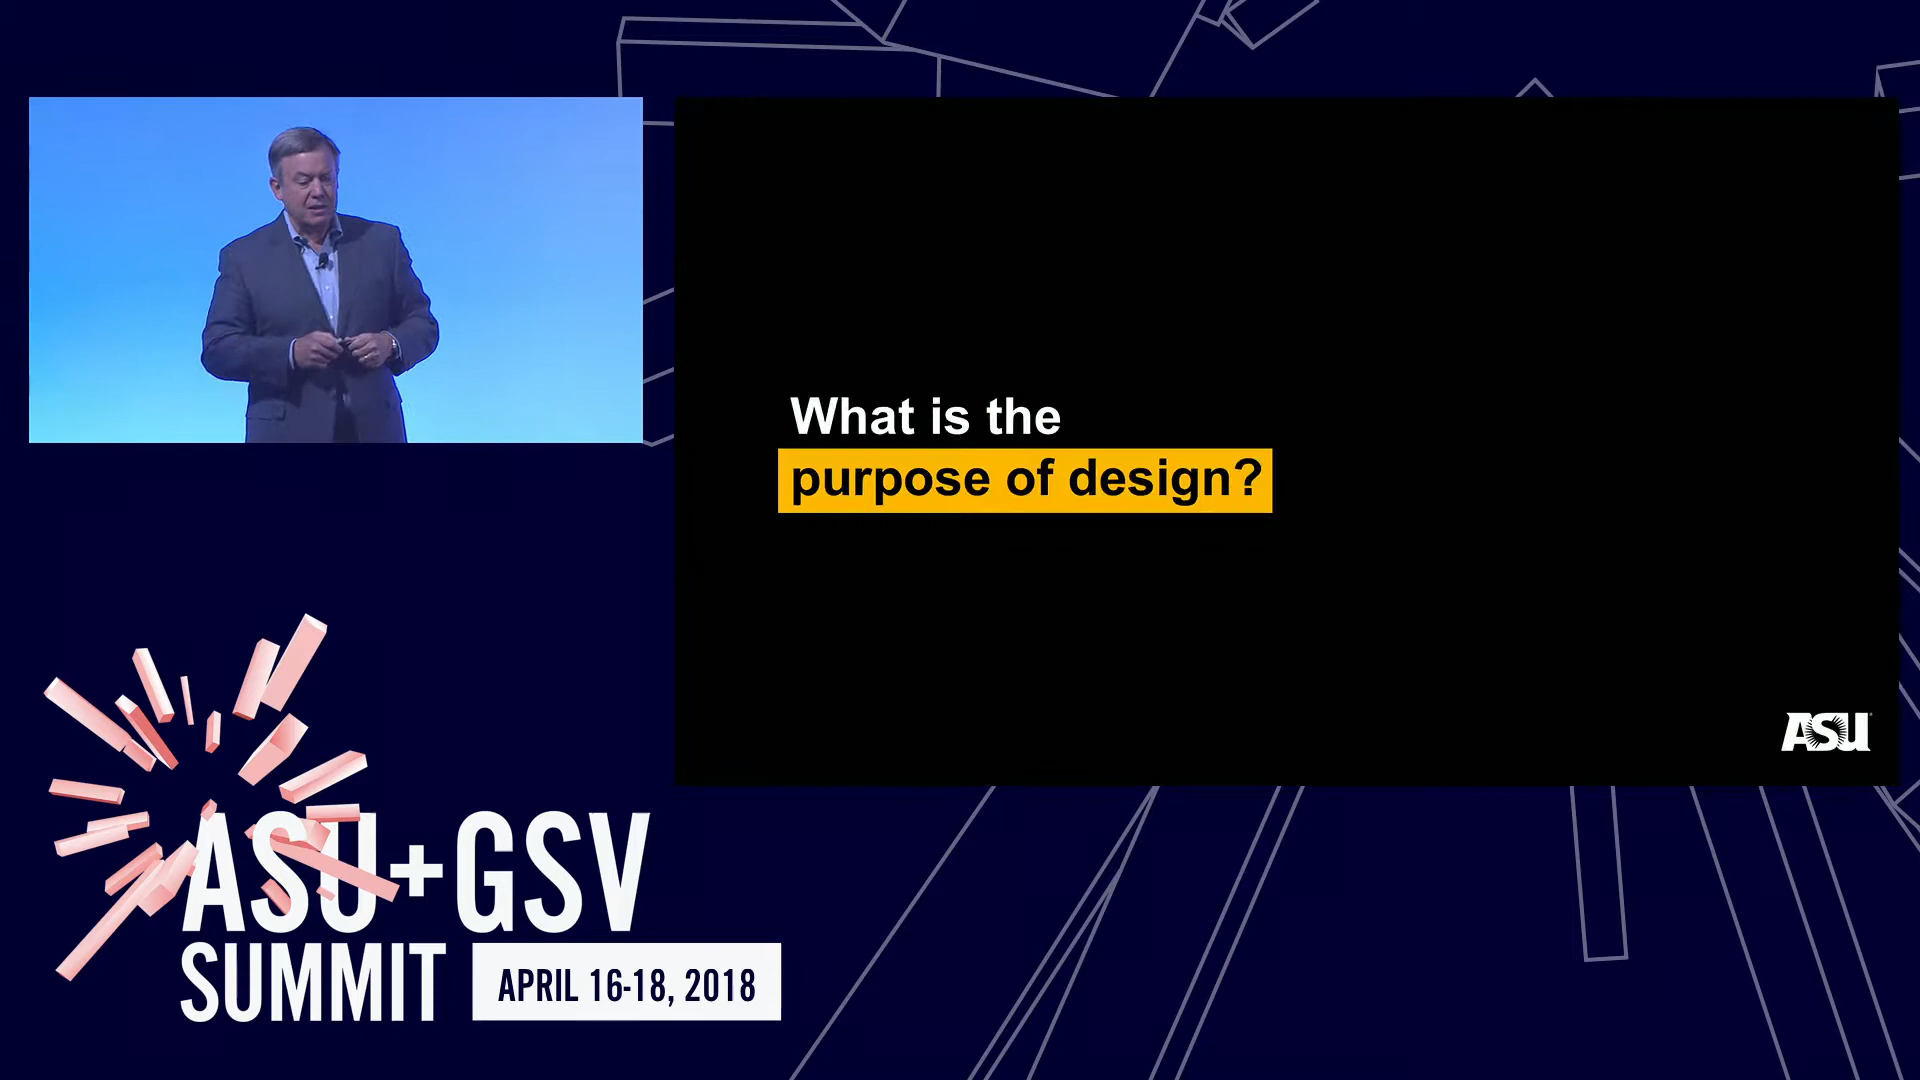 What is the
purpose of design?
ASU
ASU+GSV
SUMMIT
APRIL 16-18, 2018